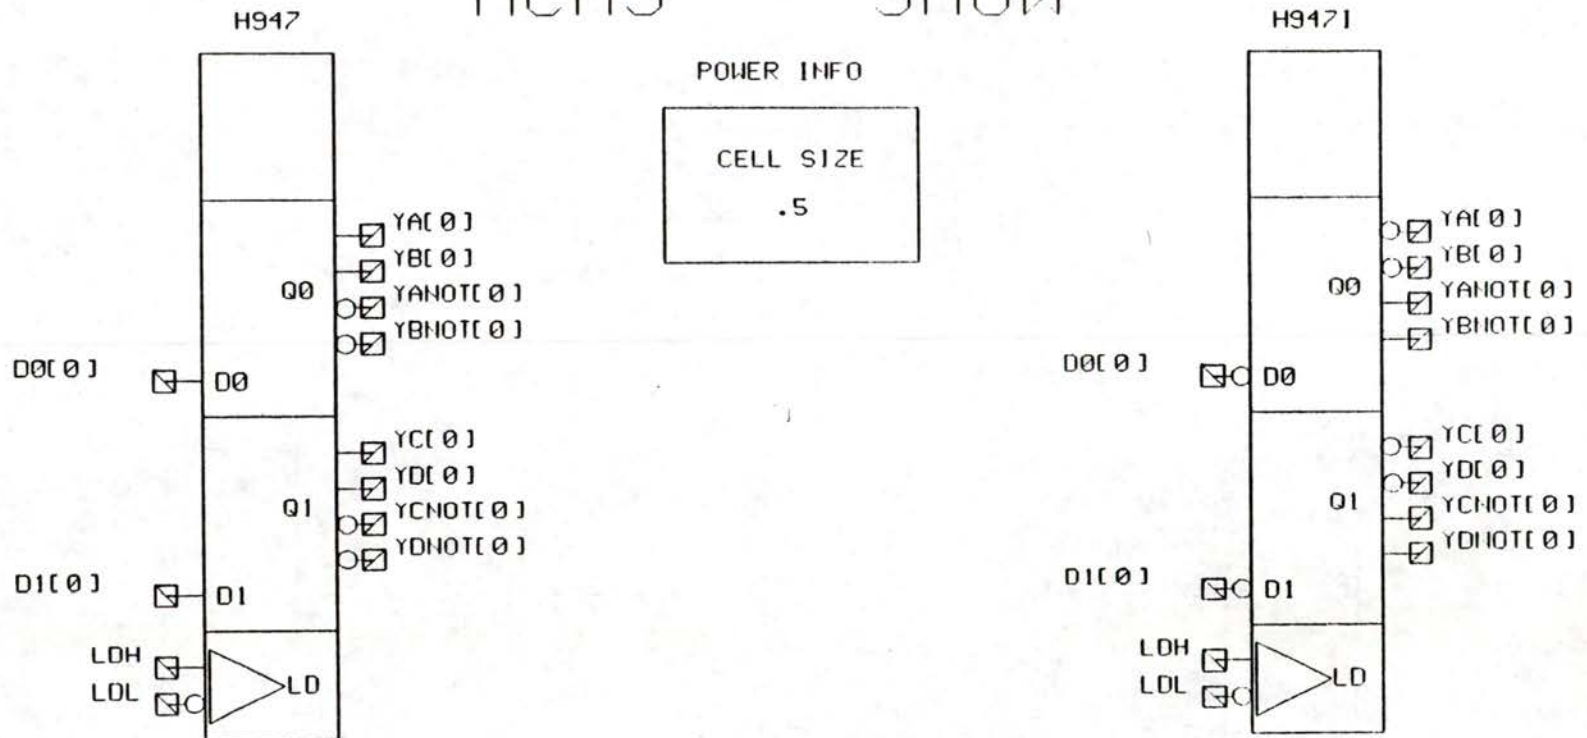 H947
H9471
POWER INFO
CELL SIZE
.5
YA[0]
YB[0]
Q0
YANOT[0]
YBNOT[0]
D0[0]
D0
YC[0]
YD[0]
Q1
YCNOT[0]
YDNOT[0]
D1[0]
D1
LDH
LDL
LD
YA[0]
YB[0]
Q0
YANOT[0]
YBNOT[0]
D0[0]
D0
YC[0]
YD[0]
Q1
YCNOT[0]
YDNOT[0]
D1[0]
D1
LDH
LDL
LD